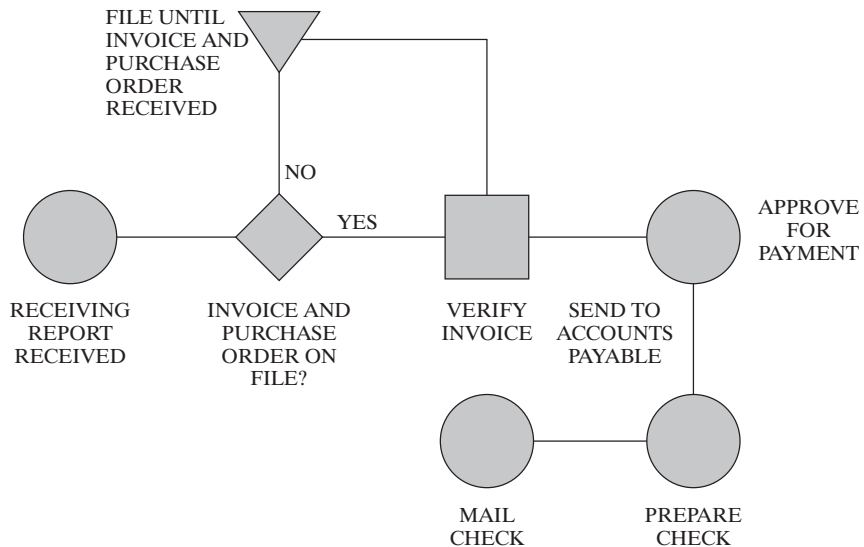 FILE UNTIL
INVOICE AND
PURCHASE
ORDER
RECEIVED
NO
YES
APPROVE
FOR
PAYMENT
RECEIVING
REPORT
RECEIVED
INVOICE AND
PURCHASE
ORDER ON
FILE?
VERIFY
INVOICE
SEND TO
ACCOUNTS
PAYABLE
MAIL
CHECK
PREPARE
CHECK